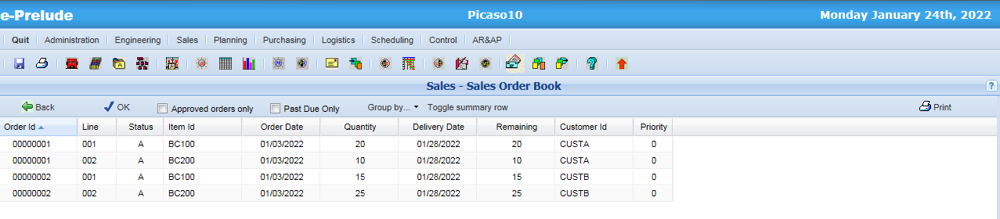 e-Prelude Picaso10 Monday January 24th, 2022
Quit Administration Engineering Sales Planning Purchasing Logistics Scheduling Control AR&AP
Sales - Sales Order Book ?
Back OK Approved orders only Past Due Only Group by... Toggle summary row Print
Order Id Line Status Item Id Order Date Quantity Delivery Date Remaining Customer Id Priority
00000001 001 A BC100 01/03/2022 20 01/28/2022 20 CUSTA 0
00000001 002 A BC200 01/03/2022 10 01/28/2022 10 CUSTA 0
00000002 001 A BC100 01/03/2022 15 01/28/2022 15 CUSTB 0
00000002 002 A BC200 01/03/2022 25 01/28/2022 25 CUSTB 0